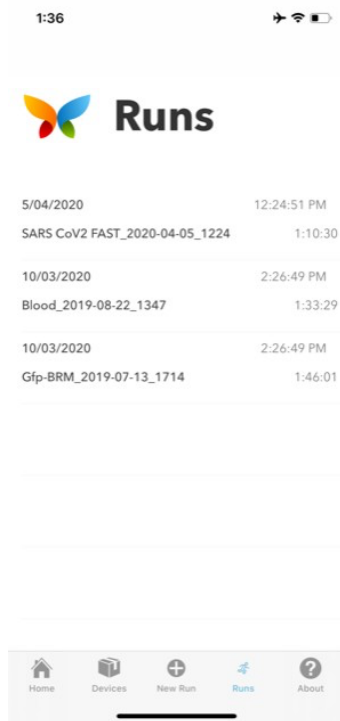 1:36
Runs
5/04/2020 12:24:51 PM
SARS CoV2 FAST_2020-04-05_1224 1:10:30
10/03/2020 2:26:49 PM
Blood_2019-08-22_1347 1:33:29
10/03/2020 2:26:49 PM
Gfp-BRM_2019-07-13_1714 1:46:01
Home Devices New Run Runs About